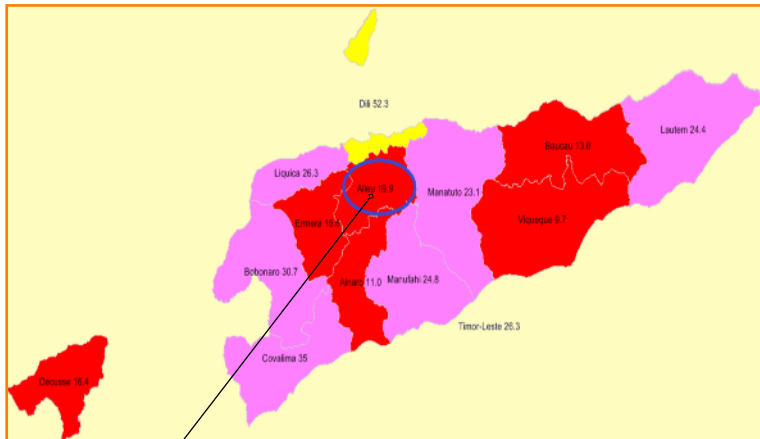 Dili 52.3
Lautem 24.4
Baucau 13.8
Liquica 26.3
Aileu 19.9
Manatuto 23.1
Viqueque 9.7
Ermera 15.5
Bobonaro 30.7
Ainaro 11.0
Manufahi 24.8
Timor-Leste 26.3
Covalima 35
Oecusse 16.4